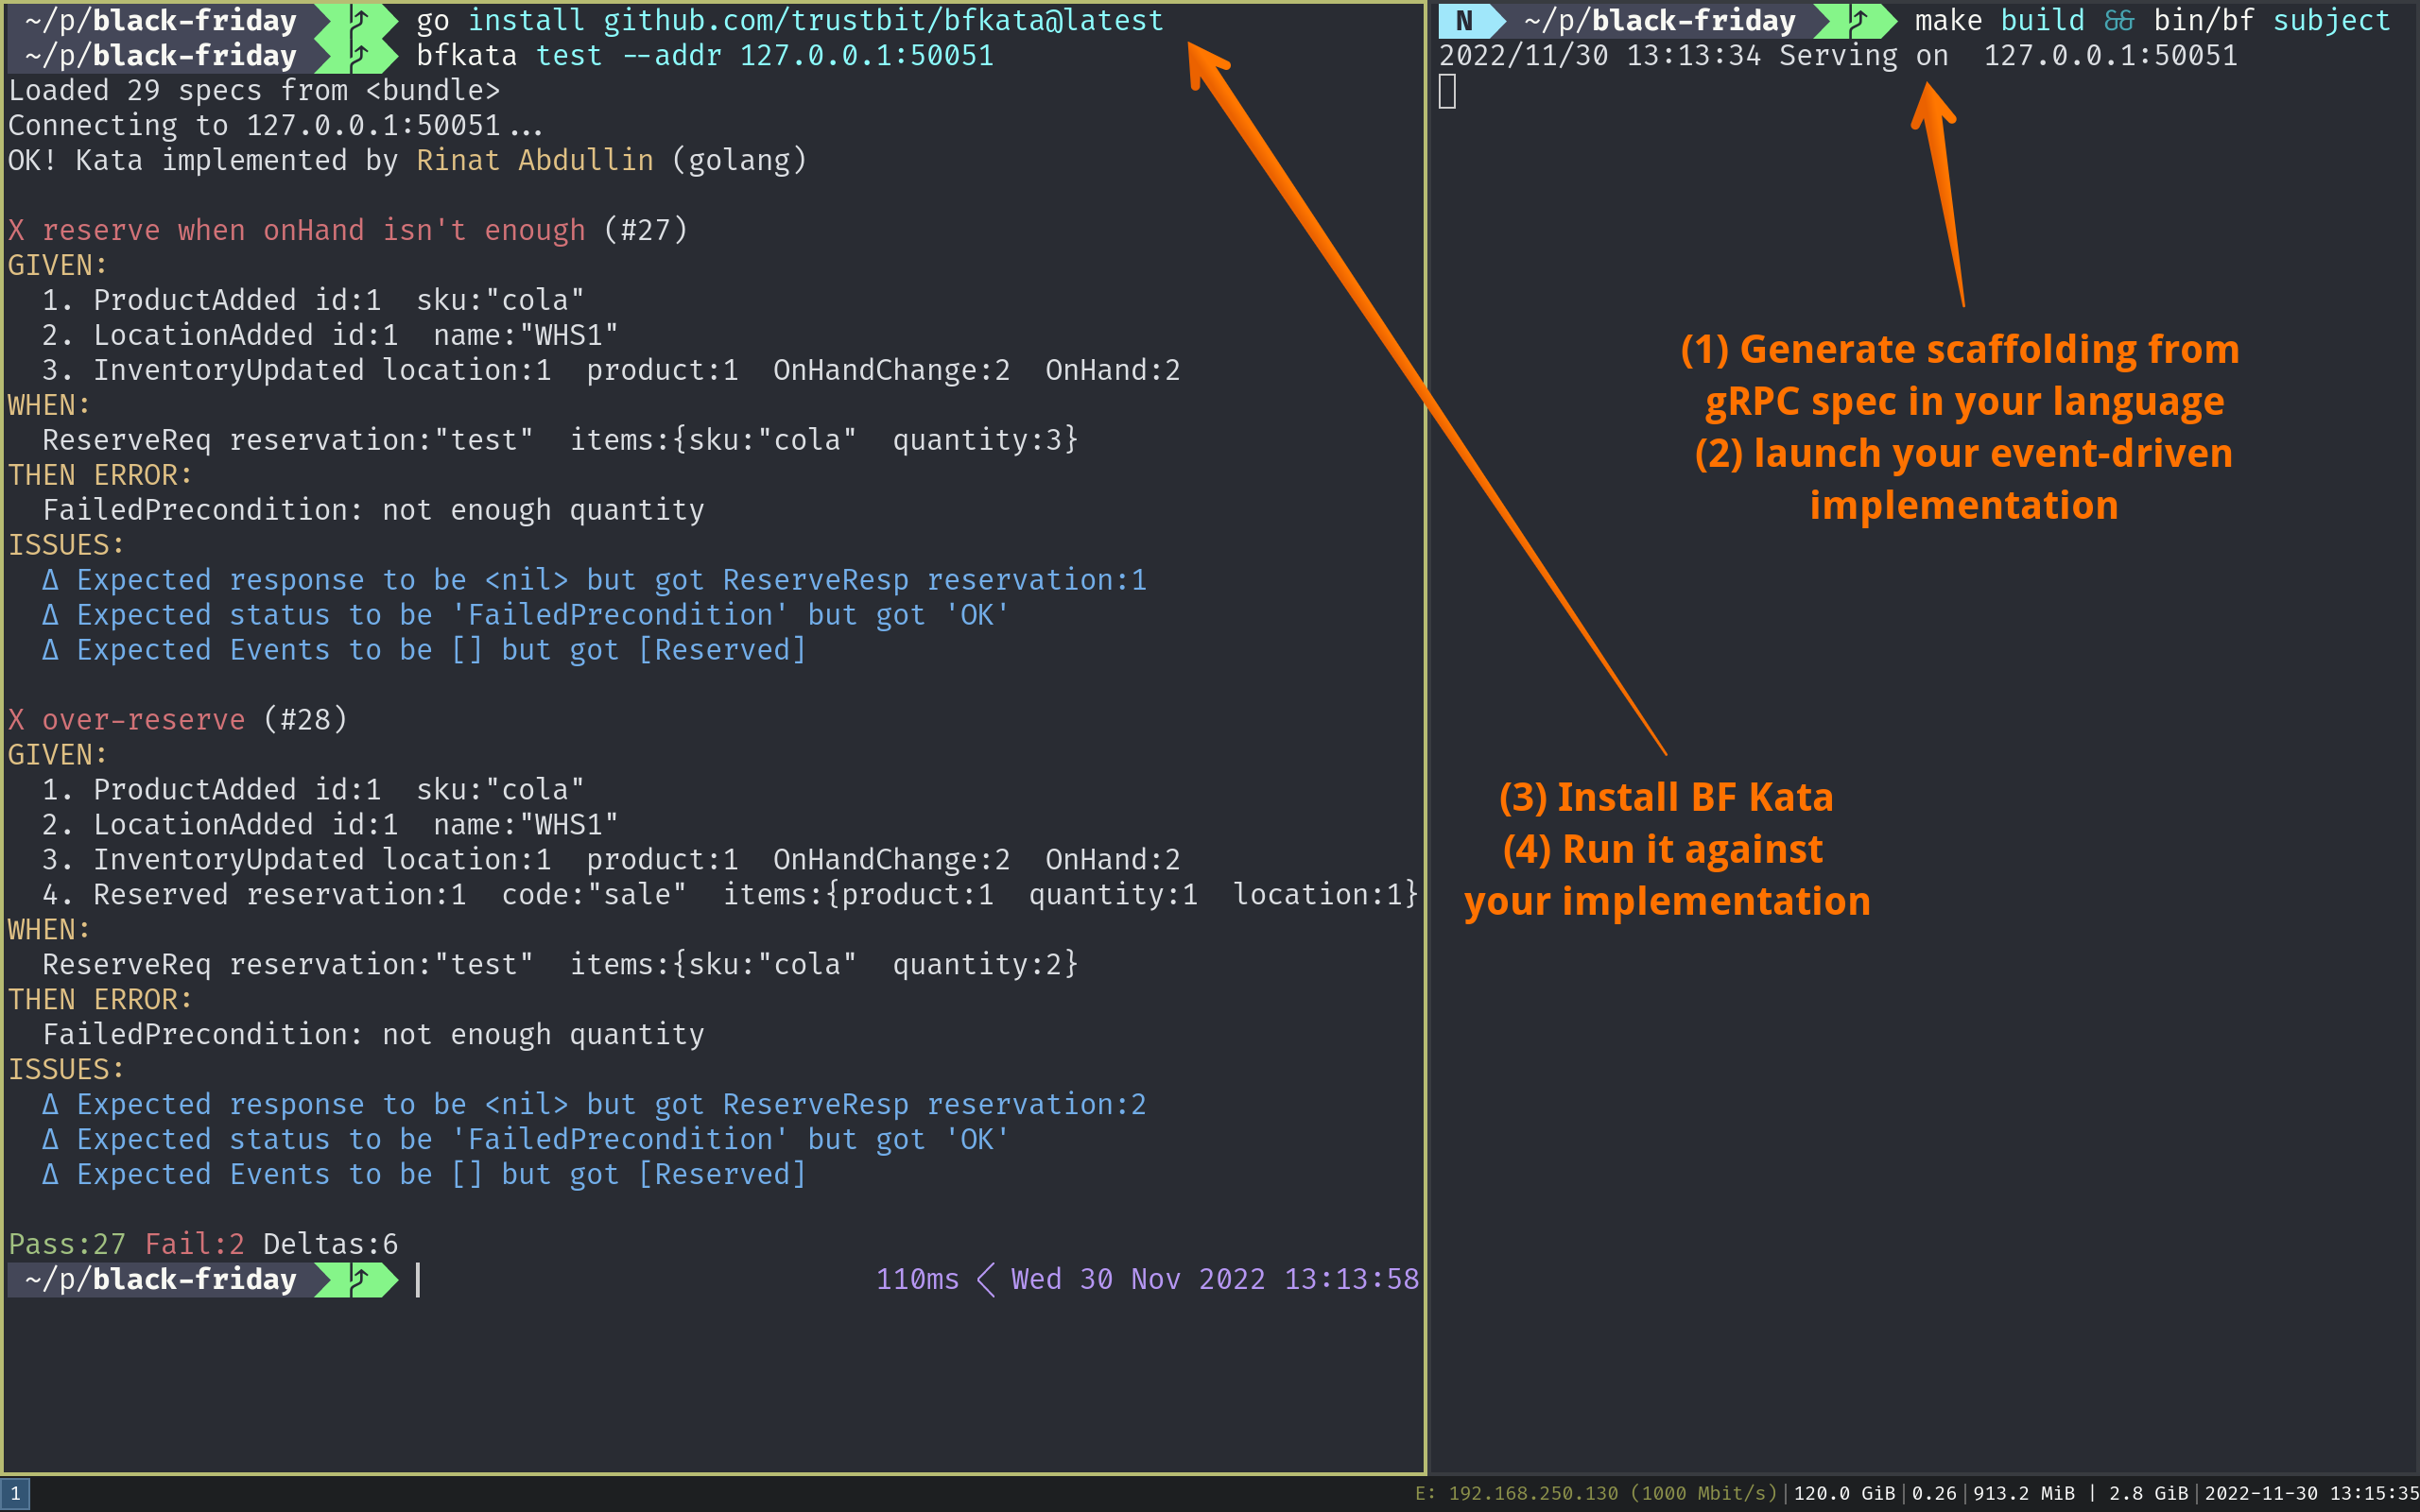 ~/p/black-friday go install github.com/trustbit/bfkata@latest
~/p/black-friday bfkata test --addr 127.0.0.1:50051
Loaded 29 specs from <bundle>
Connecting to 127.0.0.1:50051...
OK! Kata implemented by Rinat Abdullin (golang)
X reserve when onHand isn't enough (#27)
GIVEN:
1. ProductAdded id:1  sku:"cola"
2. LocationAdded id:1  name:"WHS1"
3. InventoryUpdated location:1  product:1  OnHandChange:2  OnHand:2
WHEN:
ReserveReq reservation:"test"  items:{sku:"cola"  quantity:3}
THEN ERROR:
FailedPrecondition: not enough quantity
ISSUES:
Δ Expected response to be <nil> but got ReserveResp reservation:1
Δ Expected status to be 'FailedPrecondition' but got 'OK'
Δ Expected Events to be [] but got [Reserved]
X over-reserve (#28)
GIVEN:
1. ProductAdded id:1  sku:"cola"
2. LocationAdded id:1  name:"WHS1"
3. InventoryUpdated location:1  product:1  OnHandChange:2  OnHand:2
4. Reserved reservation:1  code:"sale"  items:{product:1  quantity:1  location:1}
WHEN:
ReserveReq reservation:"test"  items:{sku:"cola"  quantity:2}
THEN ERROR:
FailedPrecondition: not enough quantity
ISSUES:
Δ Expected response to be <nil> but got ReserveResp reservation:2
Δ Expected status to be 'FailedPrecondition' but got 'OK'
Δ Expected Events to be [] but got [Reserved]
Pass:27 Fail:2 Deltas:6
~/p/black-friday 110ms < Wed 30 Nov 2022 13:13:58
N ~/p/black-friday make build && bin/bf subject
2022/11/30 13:13:34 Serving on  127.0.0.1:50051
(1) Generate scaffolding from
gRPC spec in your language
(2) launch your event-driven
implementation
(3) Install BF Kata
(4) Run it against
your implementation
1
E: 192.168.250.130 (1000 Mbit/s)|120.0 GiB|0.26|913.2 MiB | 2.8 GiB|2022-11-30 13:15:35